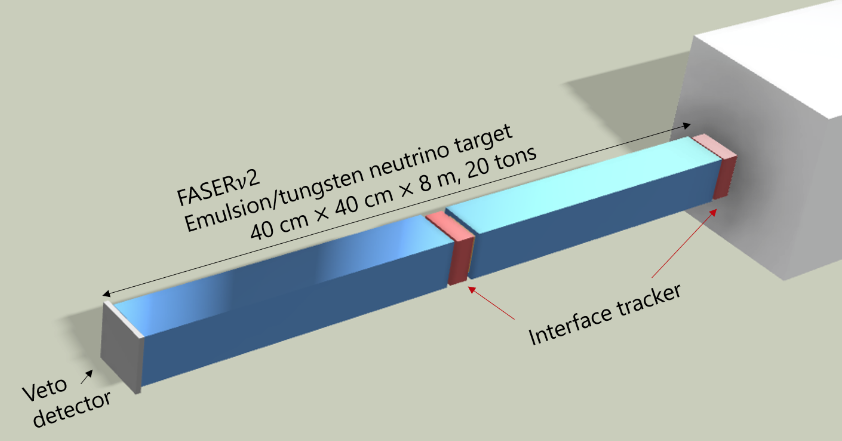 FASERν2
Emulsion/tungsten neutrino target
40 cm × 40 cm × 8 m, 20 tons
Interface tracker
Veto
detector